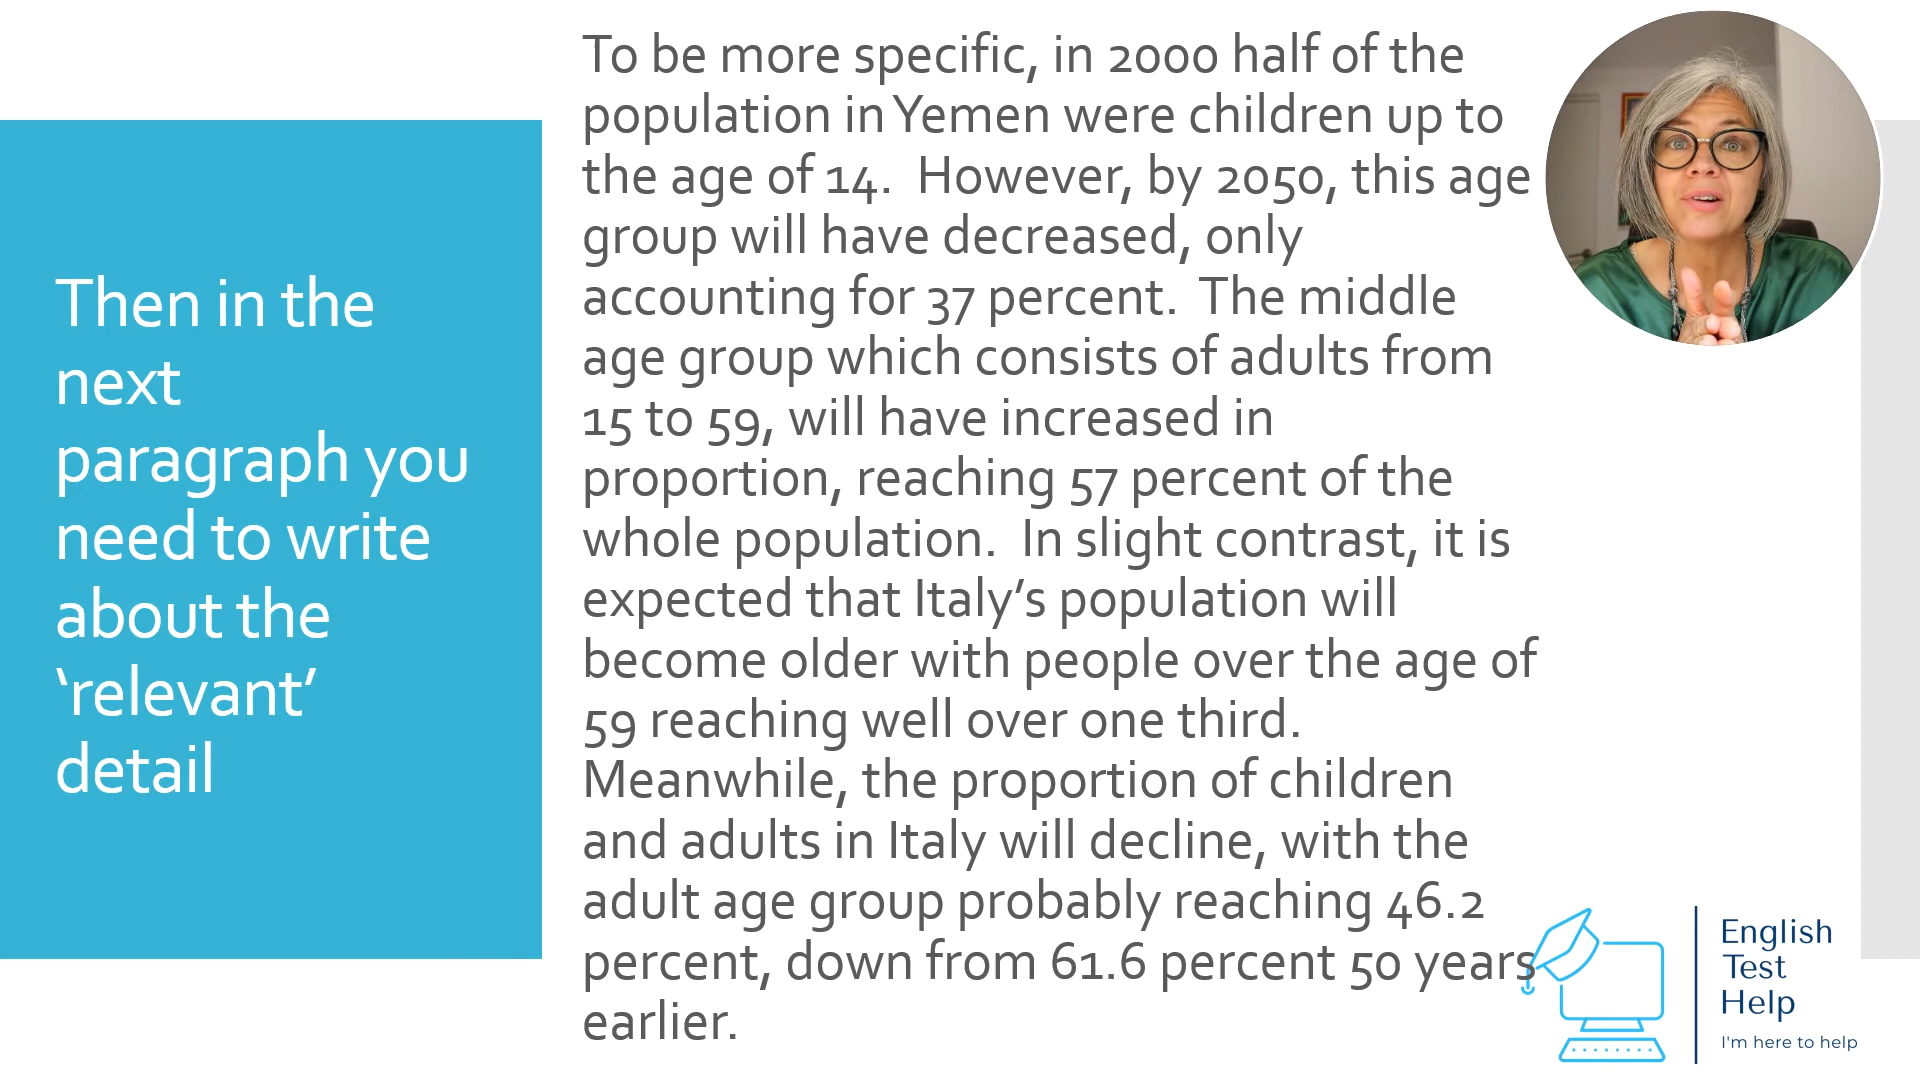 Then in the
next
paragraph you
need to write
about the
‘relevant’
detail
To be more specific, in 2000 half of the
population in Yemen were children up to
the age of 14.  However, by 2050, this age
group will have decreased, only
accounting for 37 percent.  The middle
age group which consists of adults from
15 to 59, will have increased in
proportion, reaching 57 percent of the
whole population.  In slight contrast, it is
expected that Italy’s population will
become older with people over the age of
59 reaching well over one third.
Meanwhile, the proportion of children
and adults in Italy will decline, with the
adult age group probably reaching 46.2
percent, down from 61.6 percent 50 years
earlier.
English
Test
Help
I'm here to help